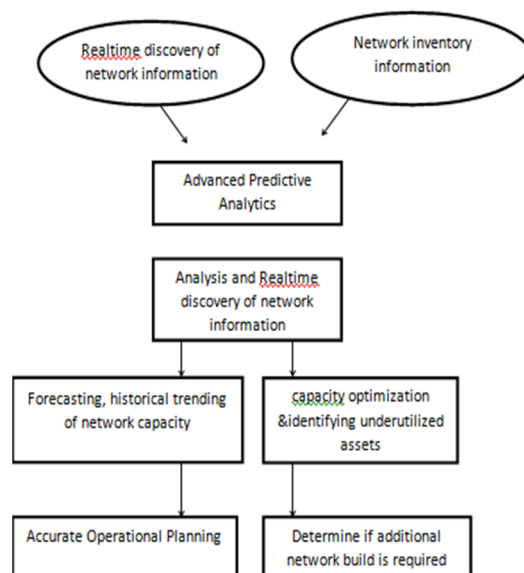 Realtime discovery of
network information
Network inventory
information
Advanced Predictive
Analytics
Analysis and Realtime
discovery of network
information
Forecasting, historical trending
of network capacity
capacity optimization
&identifying underutilized
assets
Accurate Operational Planning
Determine if additional
network build is required